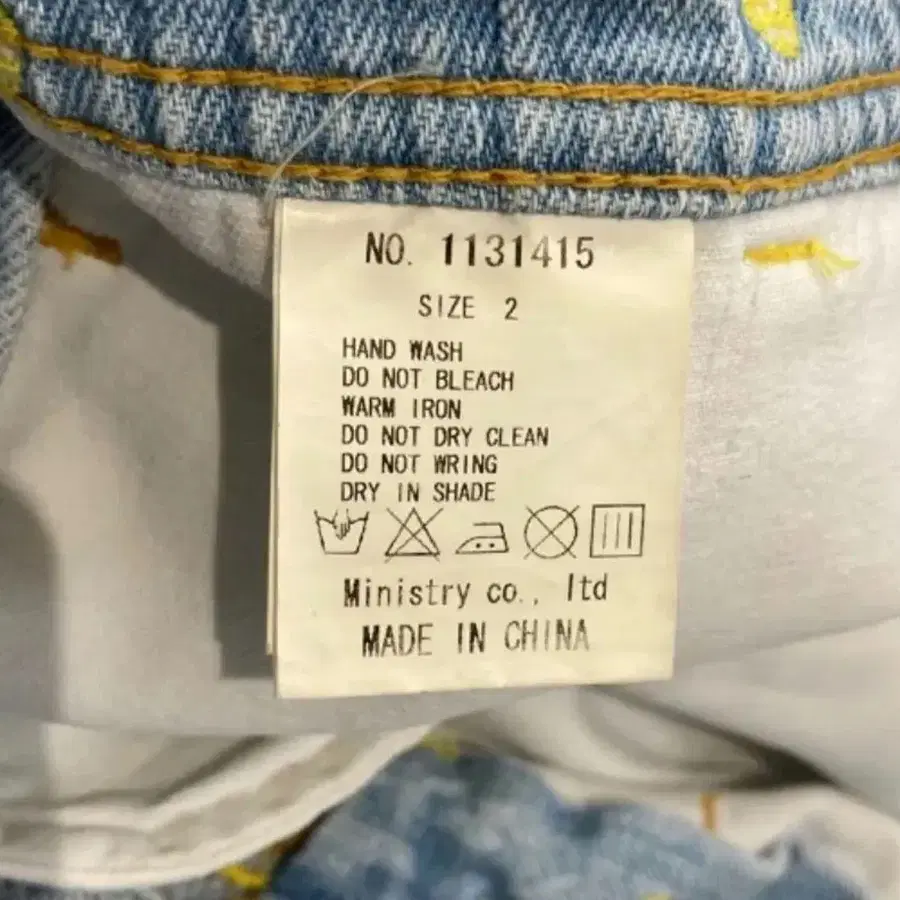 NO. 1131415
SIZE 2
HAND WASH
DO NOT BLEACH
WARM IRON
DO NOT DRY CLEAN
DO NOT WRING
DRY IN SHADE
Ministry co., ltd
MADE IN CHINA